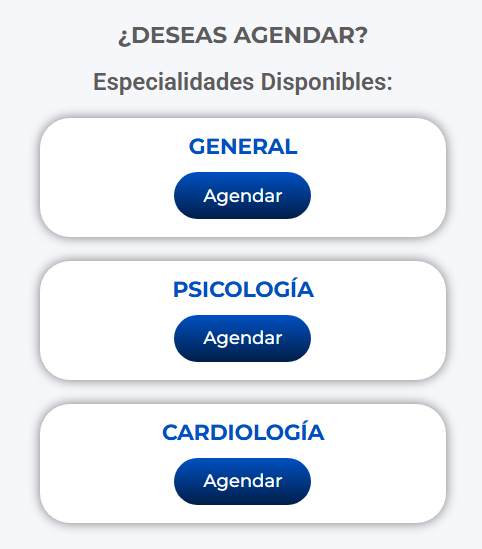 ¿DESEAS AGENDAR?
Especialidades Disponibles:
GENERAL
Agendar
PSICOLOGÍA
Agendar
CARDIOLOGÍA
Agendar